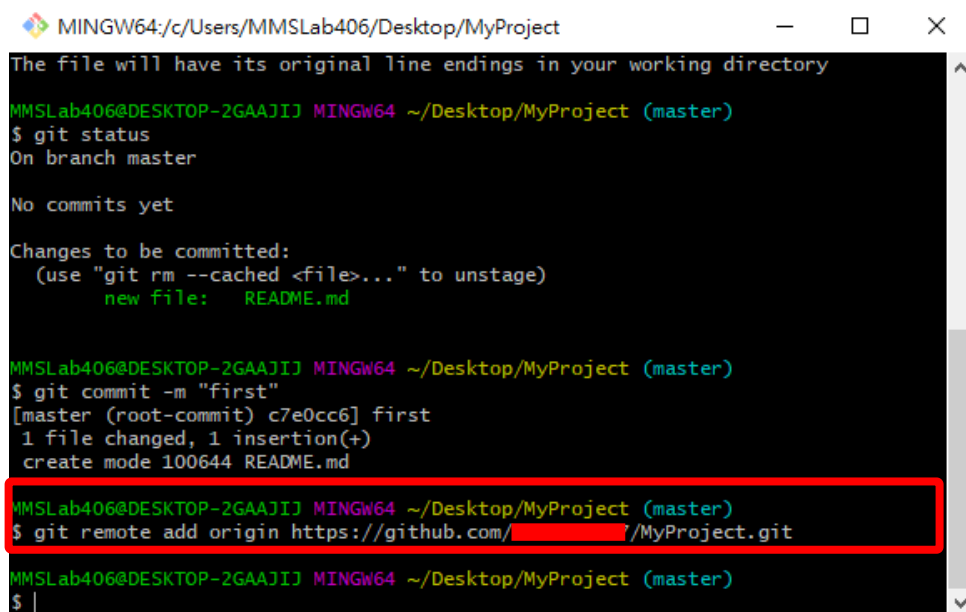 MINGW64:/c/Users/MMSLab406/Desktop/MyProject
The file will have its original line endings in your working directory
MMSLab406@DESKTOP-2GAAJIJ MINGW64 ~/Desktop/MyProject (master)
$ git status
On branch master
No commits yet
Changes to be committed:
(use "git rm --cached <file>..." to unstage)
new file: README.md
MMSLab406@DESKTOP-2GAAJIJ MINGW64 ~/Desktop/MyProject (master)
$ git commit -m "first"
[master (root-commit) c7e0cc6] first
1 file changed, 1 insertion(+)
create mode 100644 README.md
MMSLab406@DESKTOP-2GAAJIJ MINGW64 ~/Desktop/MyProject (master)
$ git remote add origin https://github.com/ /MyProject.git
MMSLab406@DESKTOP-2GAAJIJ MINGW64 ~/Desktop/MyProject (master)
$